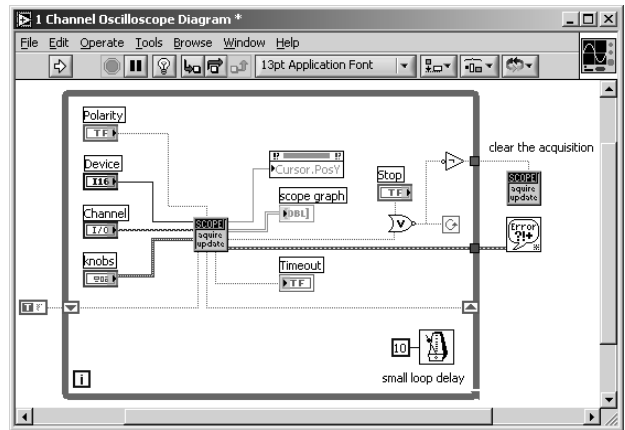 1 Channel Oscilloscope Diagram *
File Edit Operate Tools Browse Window Help
13pt Application Font
Polarity
TF
Device
I16
Channel
I/O
knobs
SCOPE
aquire
update
Cursor.PosY
scope graph
DBL]
Timeout
TF
Stop
TF
clear the acquisition
SCOPE
aquire
update
Error
?!+
T
10
small loop delay
i